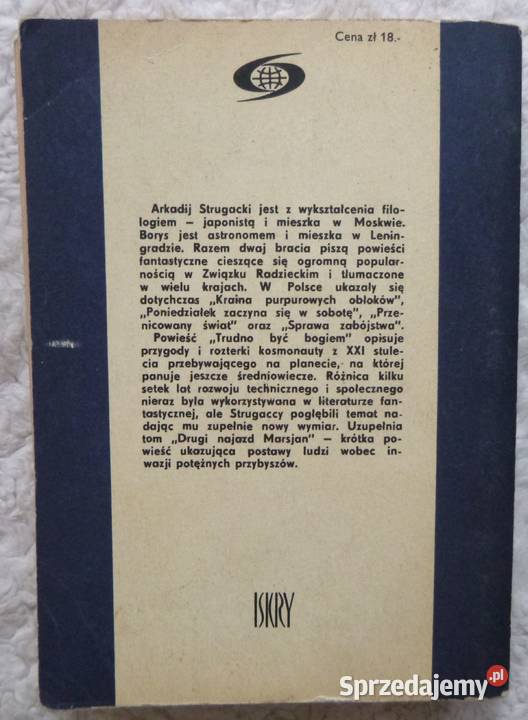 Cena zł 18.-
Arkadij Strugacki jest z wykształcenia filo-
logiem – japonistą i mieszka w Moskwie.
Borys jest astronomem i mieszka w Lenin-
gradzie. Razem dwaj bracia piszą powieści
fantastyczne cieszące się ogromną popular-
nością w Związku Radzieckim i tłumaczone
w wielu krajach. W Polsce ukazały się
dotychczas „Kraina purpurowych obłoków",
„Poniedziałek zaczyna się w sobotę", „Prze-
nicowany świat" oraz „Sprawa zabójstwa".
Powieść „Trudno być bogiem" opisuje
przygody i rozterki kosmonauty z XXI stule-
cia przebywającego na planecie, na której
panuje jeszcze średniowiecze. Różnica kilku
setek lat rozwoju technicznego i społecznego
nieraz była wykorzystywana w literaturze fan-
tastycznej, ale Strugaccy pogłębili temat na-
dając mu zupełnie nowy wymiar. Uzupełnia
tom „Drugi najazd Marsjan" – krótka po-
wieść ukazująca postawy ludzi wobec in-
wazji potężnych przybyszów.
ISKRY
Sprzedajemy.pl